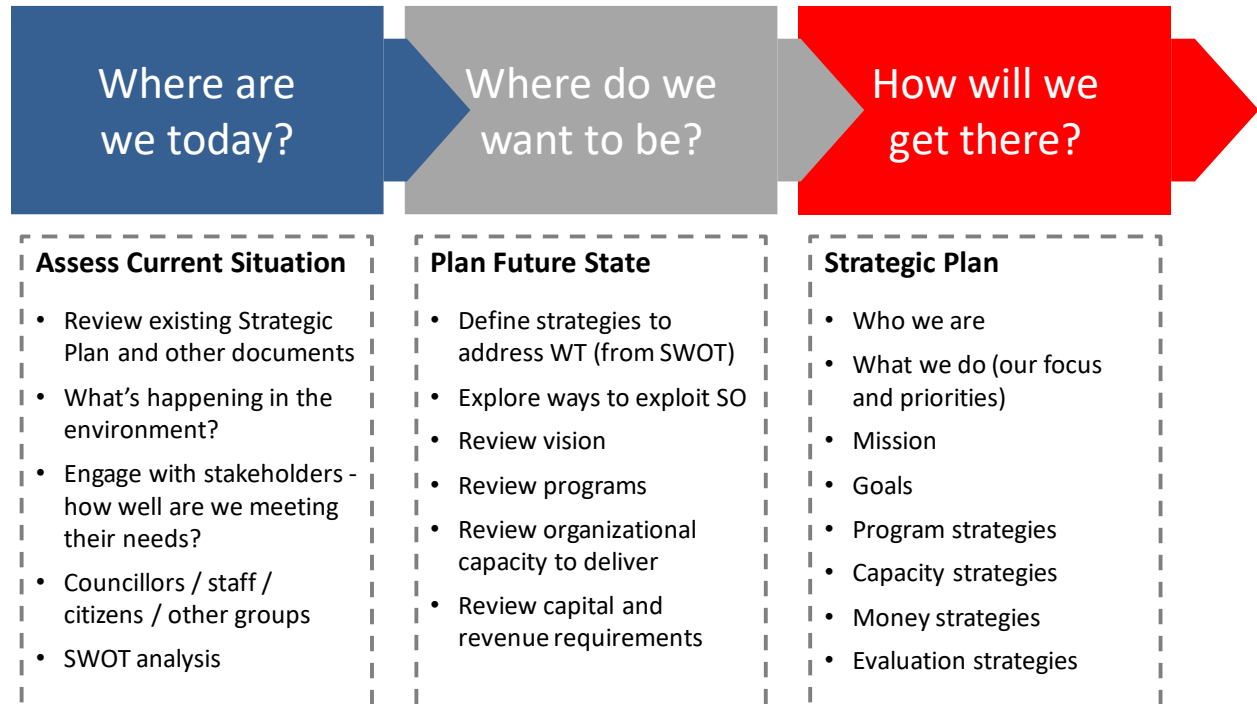 Where are
we today?
Where do we
want to be?
How will we
get there?
Assess Current Situation
• Review existing Strategic
Plan and other documents
• What’s happening in the
environment?
• Engage with stakeholders -
how well are we meeting
their needs?
• Councillors / staff /
citizens / other groups
• SWOT analysis
Plan Future State
• Define strategies to
address WT (from SWOT)
• Explore ways to exploit SO
• Review vision
• Review programs
• Review organizational
capacity to deliver
• Review capital and
revenue requirements
Strategic Plan
• Who we are
• What we do (our focus
and priorities)
• Mission
• Goals
• Program strategies
• Capacity strategies
• Money strategies
• Evaluation strategies